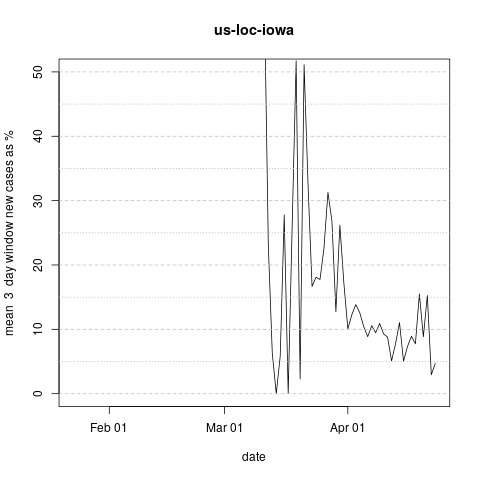 us-loc-iowa
mean  3  day window new cases as %
50
40
30
20
10
0
Feb 01
Mar 01
Apr 01
date